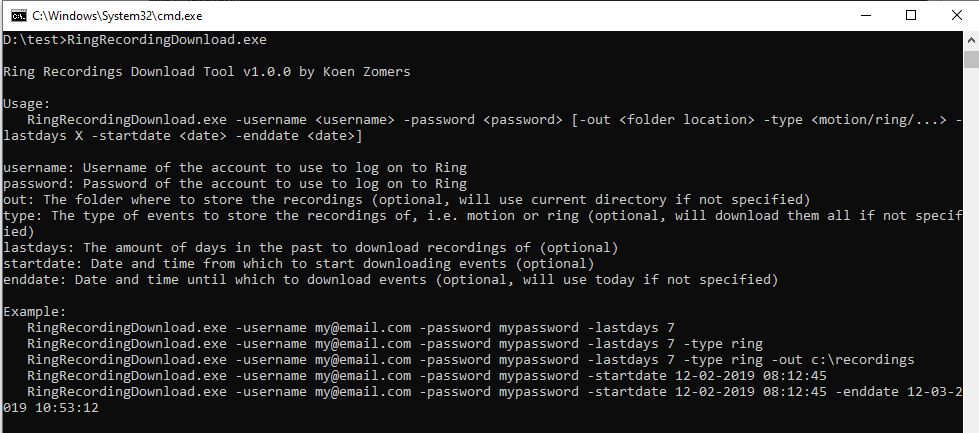 C:\Windows\System32\cmd.exe
D:\test>RingRecordingDownload.exe
Ring Recordings Download Tool v1.0.0 by Koen Zomers
Usage:
RingRecordingDownload.exe -username <username> -password <password> [-out <folder location> -type <motion/ring/...> -
lastdays X -startdate <date> -enddate <date>]
username: Username of the account to use to log on to Ring
password: Password of the account to use to log on to Ring
out: The folder where to store the recordings (optional, will use current directory if not specified)
type: The type of events to store the recordings of, i.e. motion or ring (optional, will download them all if not specif
ied)
lastdays: The amount of days in the past to download recordings of (optional)
startdate: Date and time from which to start downloading events (optional)
enddate: Date and time until which to download events (optional, will use today if not specified)
Example:
RingRecordingDownload.exe -username my@email.com -password mypassword -lastdays 7
RingRecordingDownload.exe -username my@email.com -password mypassword -lastdays 7 -type ring
RingRecordingDownload.exe -username my@email.com -password mypassword -lastdays 7 -type ring -out c:\recordings
RingRecordingDownload.exe -username my@email.com -password mypassword -startdate 12-02-2019 08:12:45
RingRecordingDownload.exe -username my@email.com -password mypassword -startdate 12-02-2019 08:12:45 -enddate 12-03-2
019 10:53:12